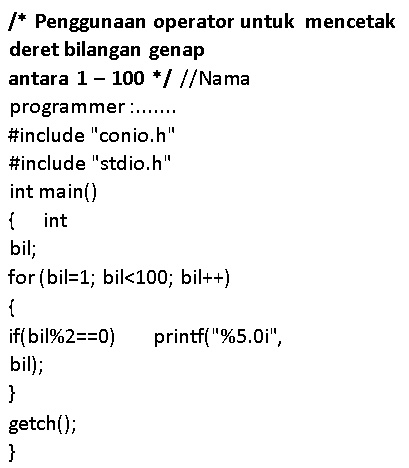 /* Penggunaan operator untuk mencetak
deret bilangan genap
antara 1 – 100 */ //Nama
programmer :.......
#include "conio.h"
#include "stdio.h"
int main()
{ int
bil;
for (bil=1; bil<100; bil++)
{
if(bil%2==0) printf("%5.0i",
bil);
}
getch();
}